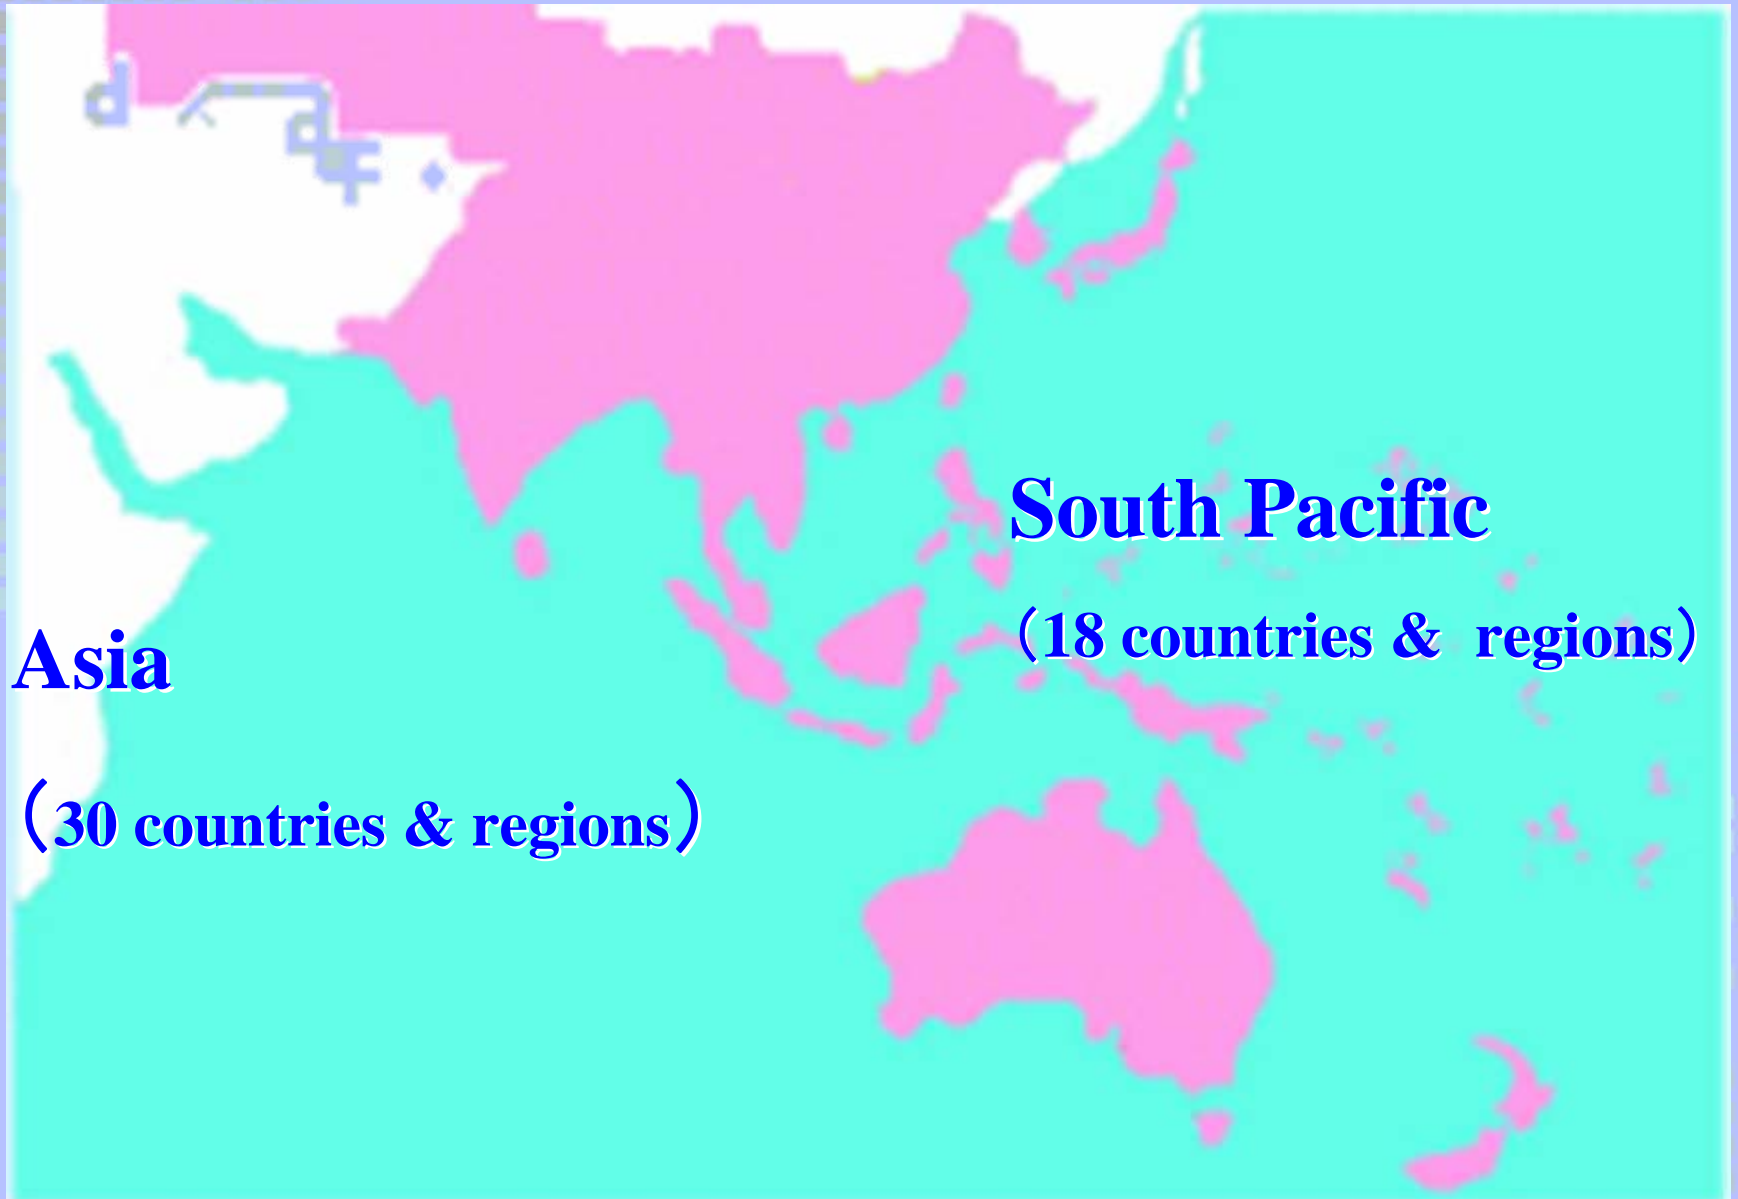 South Pacific
（18 countries &  regions）
Asia
（30 countries & regions）